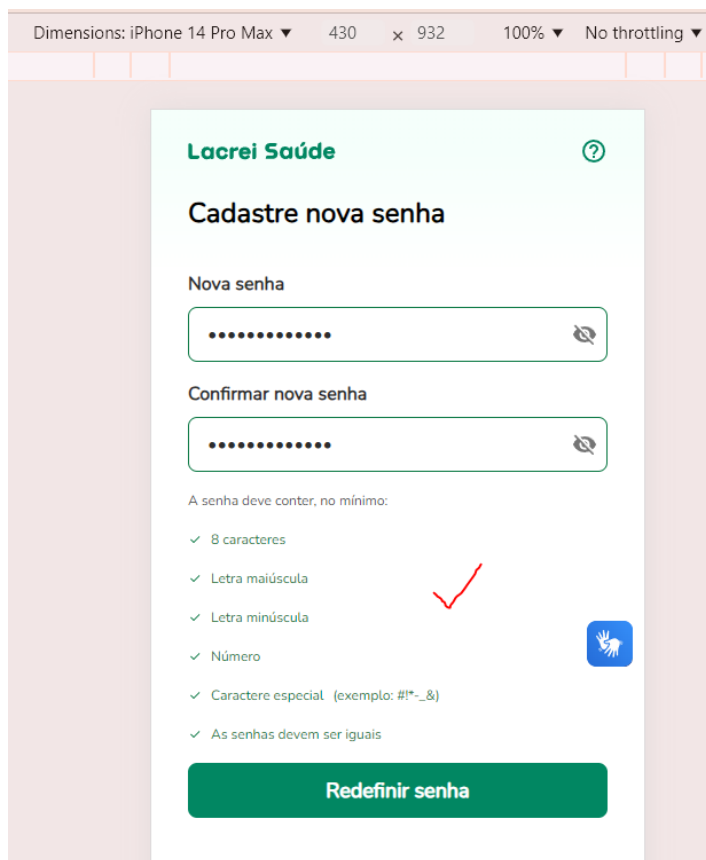 Dimensions: iPhone 14 Pro Max ▼ 430 × 932 100% ▼ No throttling ▼
Lacrei Saúde
Cadastre nova senha
Nova senha
•••••••••••••
Confirmar nova senha
•••••••••••••
A senha deve conter, no mínimo:
✓ 8 caracteres
✓ Letra maiúscula
✓ Letra minúscula
✓ Número
✓ Caractere especial (exemplo: #!*-_&)
✓ As senhas devem ser iguais
Redefinir senha